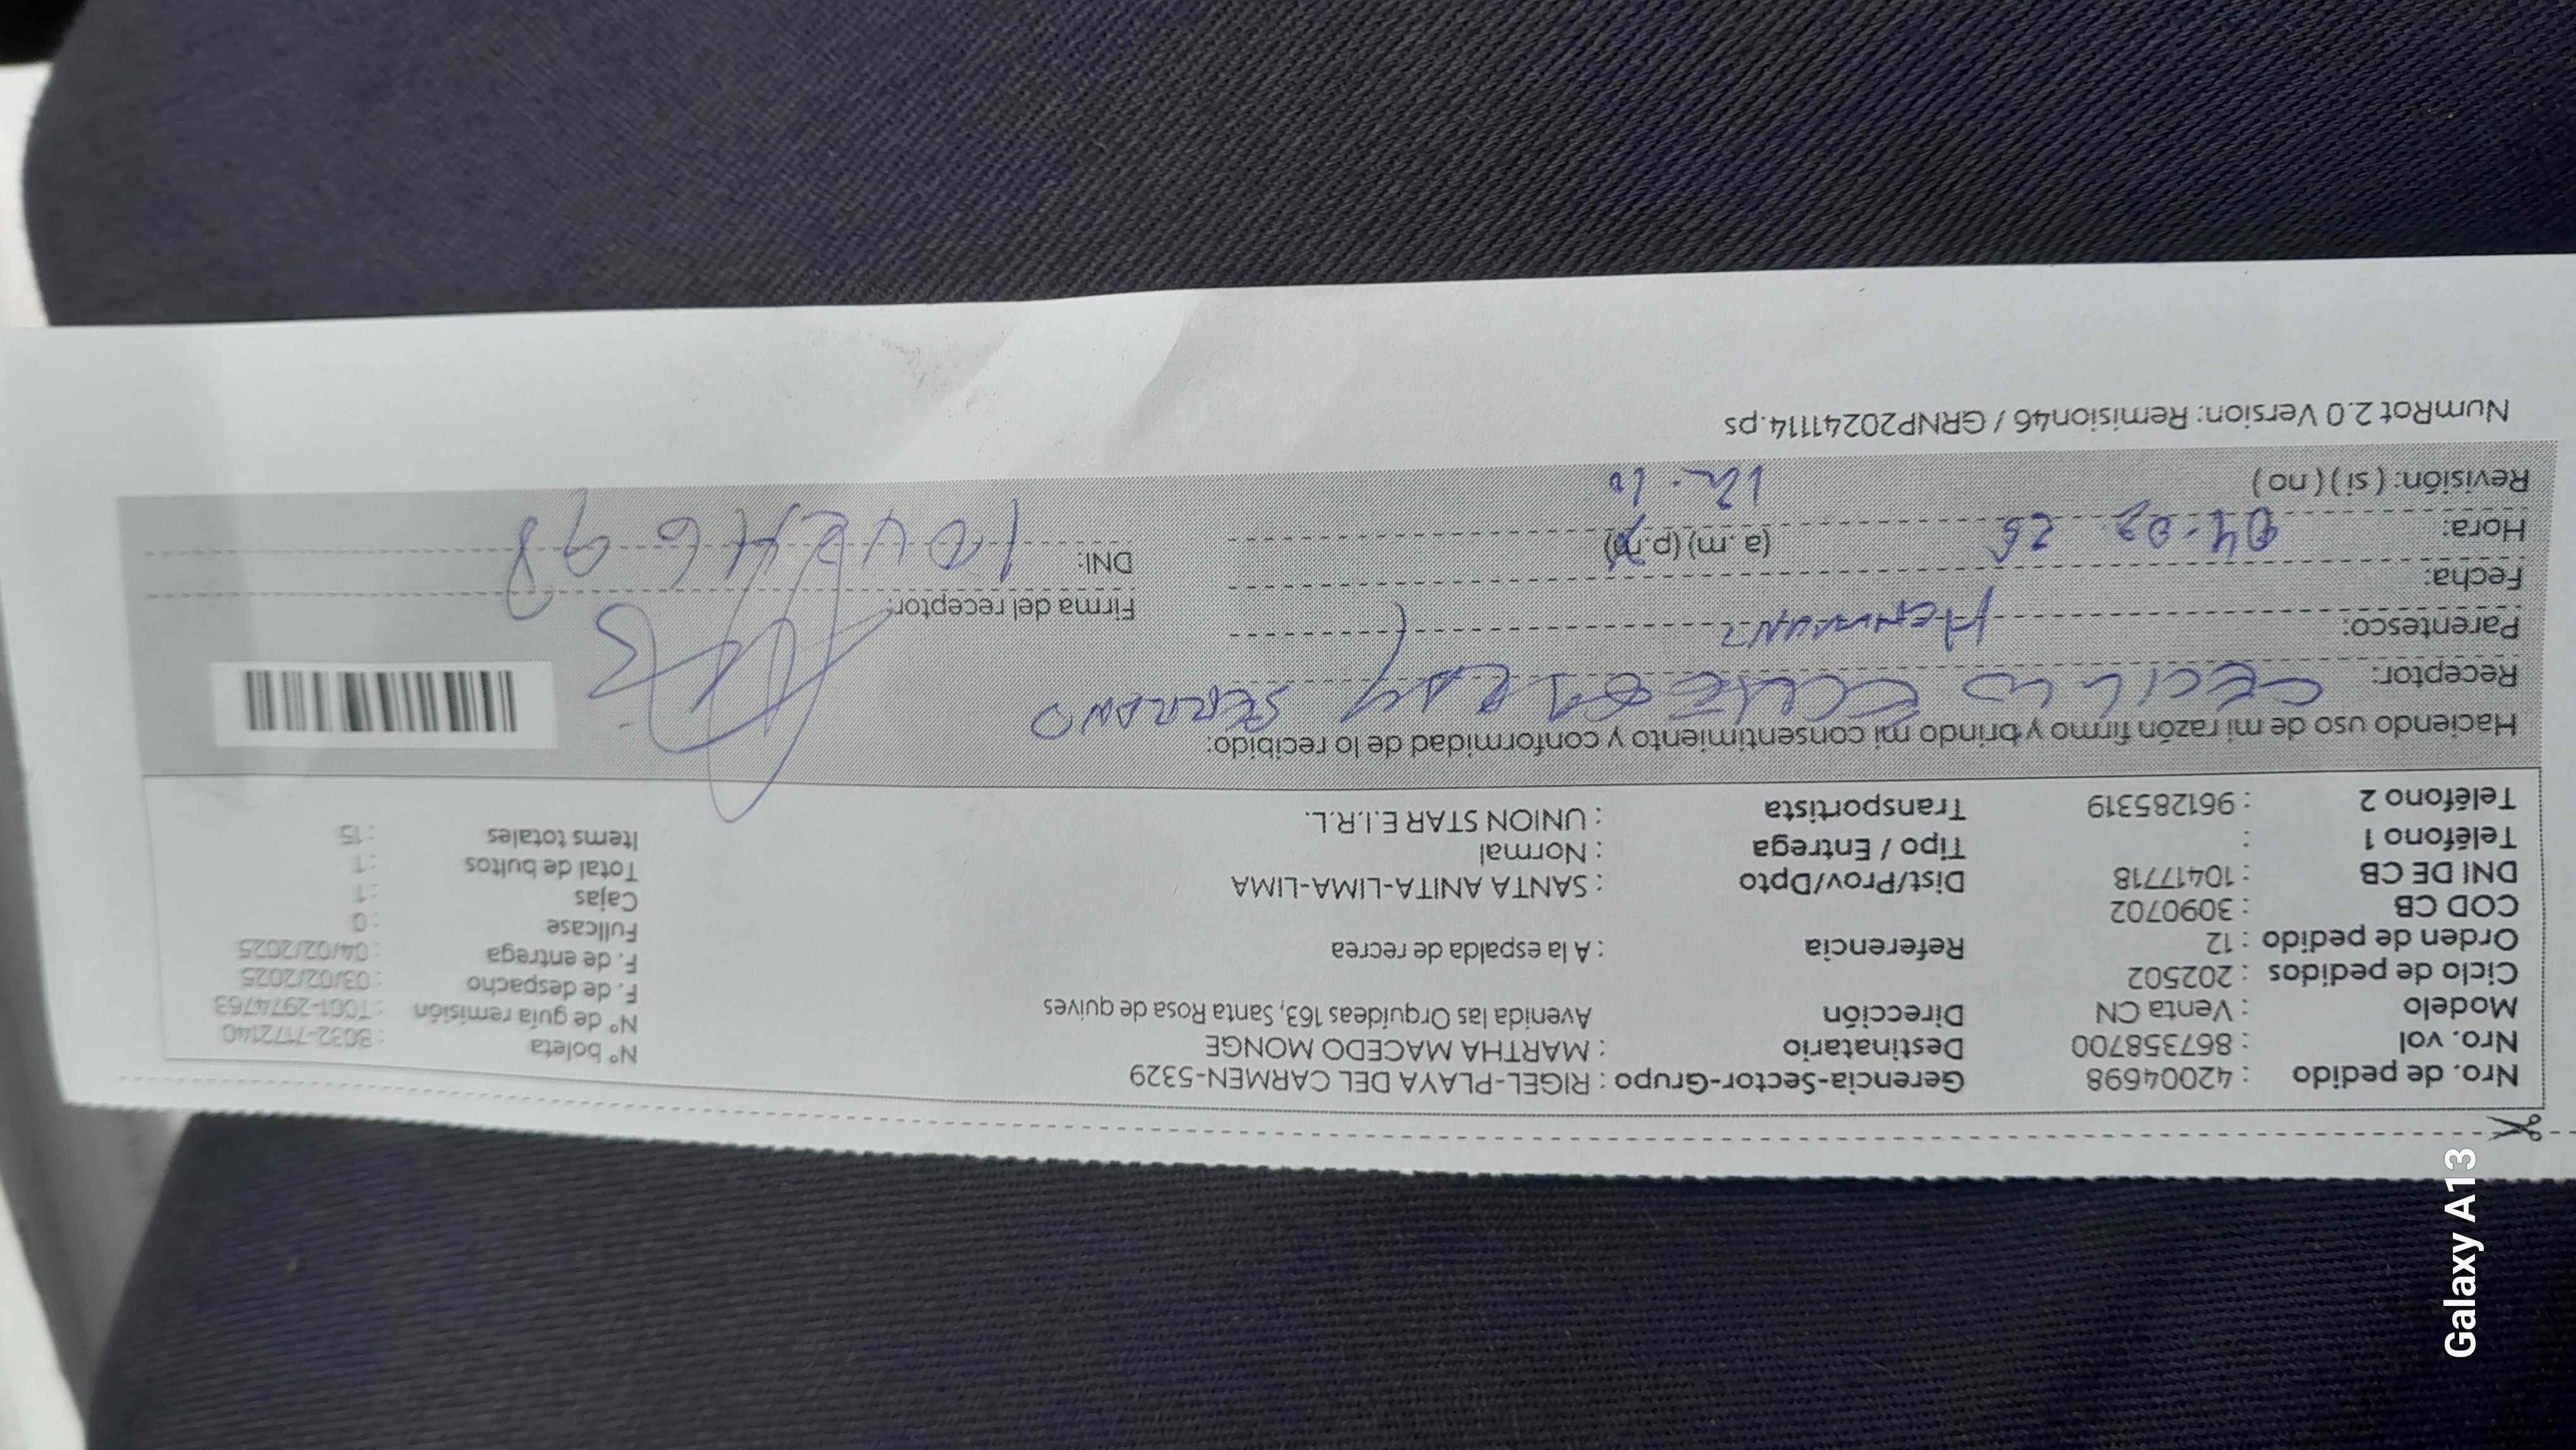 Nro. de pedido : 42004698 Gerencia-Sector-Grupo : RIGEL-PLAYA DEL CARMEN-5329
Nro. vol : 867358700 Destinatario : MARTHA MACEDO MONGE Nº boleta : B032-7172140
Modelo : Venta CN Dirección Avenida las Orquídeas 163, Santa Rosa de quives Nº de guía remisión : T001-2974763
Ciclo de pedidos : 202502 F. de despacho : 03/02/2025
Orden de pedido : 12 Referencia : A la espalda de recrea F. de entrega : 04/02/2025
COD CB : 3090702 Fullcase : 0
DNI DE CB : 10417718 Dist/Prov/Dpto : SANTA ANITA-LIMA-LIMA Cajas : 1
Teléfono 1 : Tipo / Entrega : Normal Total de bultos : 1
Teléfono 2 : 961285319 Transportista : UNION STAR E.I.R.L. Items totales : 15
Haciendo uso de mi razón firmo y brindo mi consentimiento y conformidad de lo recibido:
Receptor: SERRANO
Parentesco: Firma del receptor:
Fecha: DNI:
Hora: (a. m) (p.m)
Revisión: ( si ) ( no )
NumRot 2.0 Version: Remision46 / GRNP20241114.ps
Galaxy A13